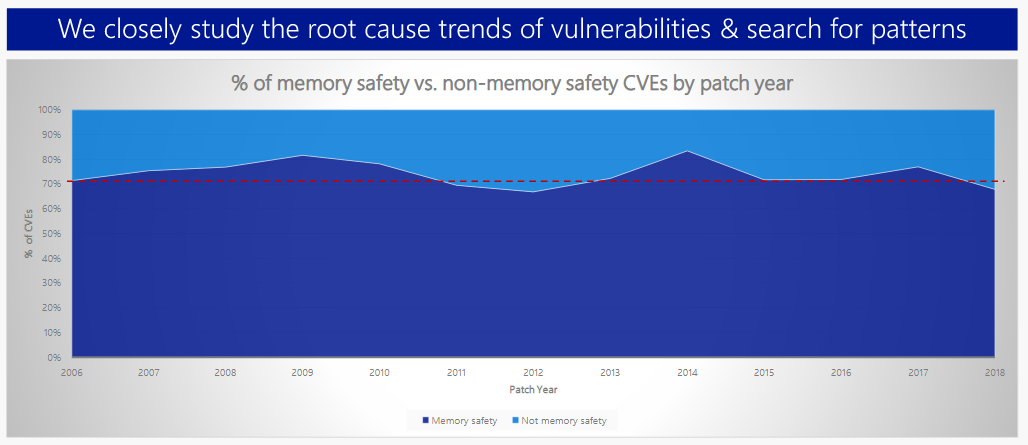 We closely study the root cause trends of vulnerabilities & search for patterns
% of memory safety vs. non-memory safety CVEs by patch year
100%
90%
80%
70%
60%
50%
40%
30%
20%
10%
0%
% of CVEs
2006 2007 2008 2009 2010 2011 2012 2013 2014 2015 2016 2017 2018
Patch Year
Memory safety Not memory safety